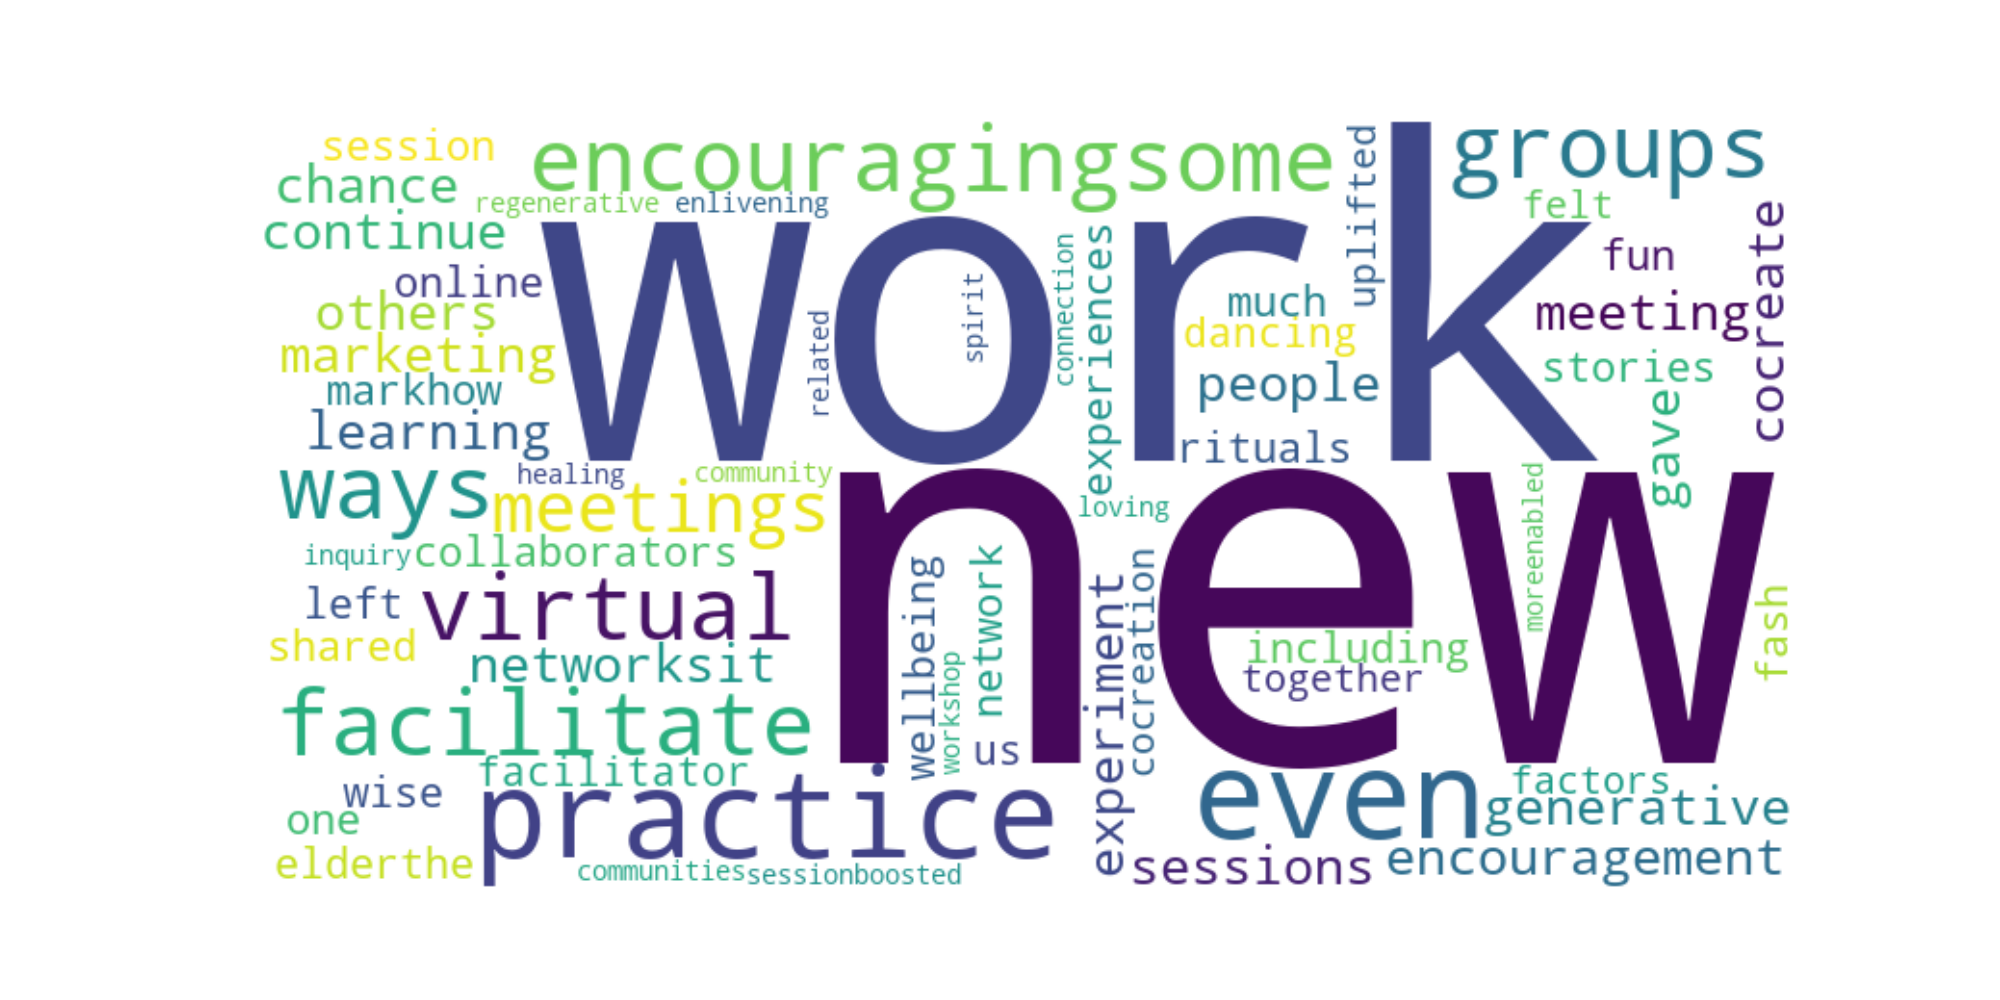 session
encouragingsome
groups
chance
regenerative
enlivening
uplifted
felt
continue
work
cocreate
fun
online
connection
experiences
spirit
much
meeting
others
related
dancing
marketing
stories
markhow
people
learning
rituals
gave
ways
healing
community
meetings
new
loving
moreenabled
inquiry
collaborators
left
virtual
wellbeing
network
experiment
cocreation
fash
shared
networksit
including
together
facilitate
workshop
us
facilitator
wise
practice
even
factors
generative
one
elderthe
communities
sessionboosted
sessions
encouragement